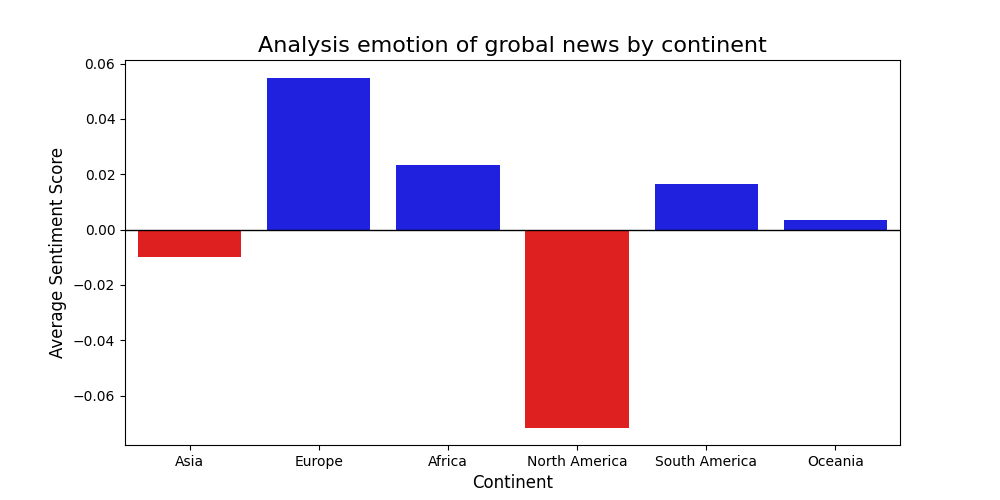 Analysis emotion of grobal news by continent
0.06
0.04
0.02
0.00
−0.02
−0.04
−0.06
Average Sentiment Score
Asia Europe Africa North America South America Oceania
Continent